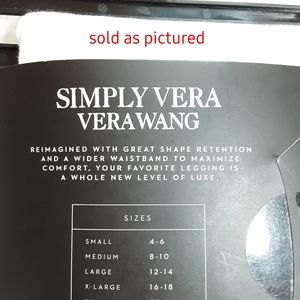 sold as pictured
SIMPLY VERA
VERAWANG
REIMAGINED WITH GREAT SHAPE RETENTION
AND A WIDER WAISTBAND TO MAXIMIZE
COMFORT, YOUR FAVORITE LEGGING IS
A WHOLE NEW LEVEL OF LUXE.
SIZES
SMALL 4-6
MEDIUM 8-10
LARGE 12-14
X-LARGE 16-18